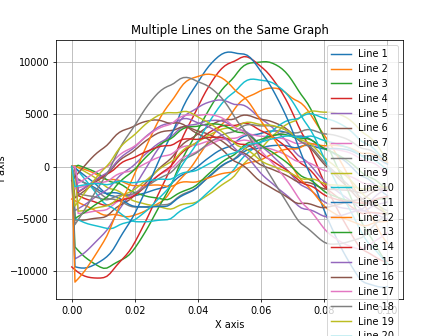 Multiple Lines on the Same Graph
10000
5000
0
−5000
−10000
0.00
0.02
0.04
0.06
X axis
Line 1
Line 2
Line 3
Line 4
Line 5
Line 6
Line 7
Line 8
Line 9
Line 10
Line 11
Line 12
Line 13
Line 14
Line 15
Line 16
Line 17
Line 18
Line 19
Line 20